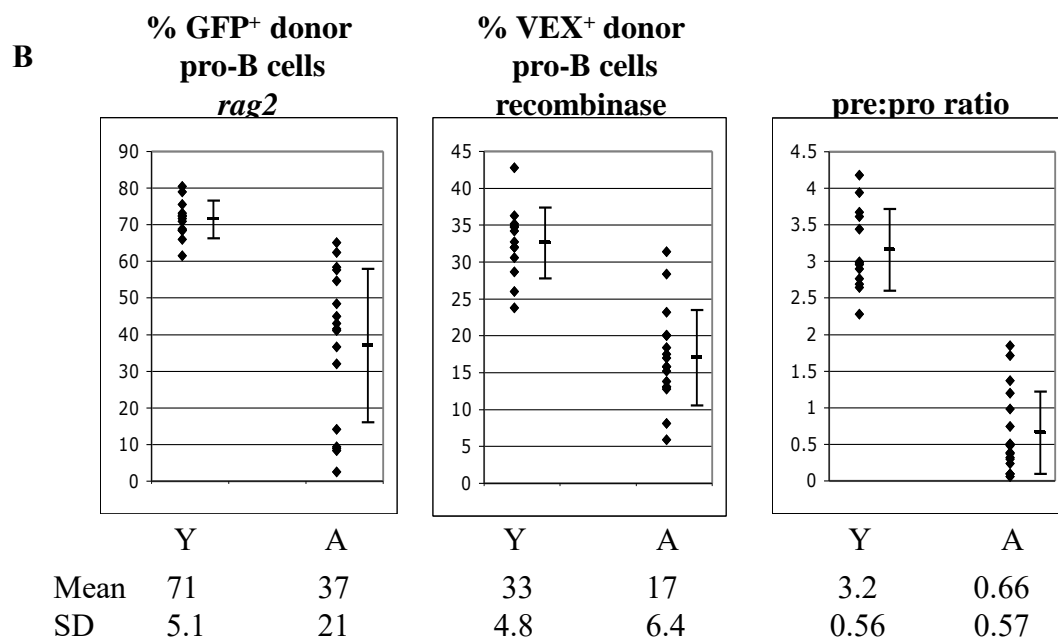 B
% GFP⁺ donor
pro-B cells
rag2
90
80
70
60
50
40
30
20
10
0
% VEX⁺ donor
pro-B cells
recombinase
45
40
35
30
25
20
15
10
5
0
pre:pro ratio
4.5
4
3.5
3
2.5
2
1.5
1
0.5
0
Y A Y A Y A
Mean 71 37 33 17 3.2 0.66
SD 5.1 21 4.8 6.4 0.56 0.57